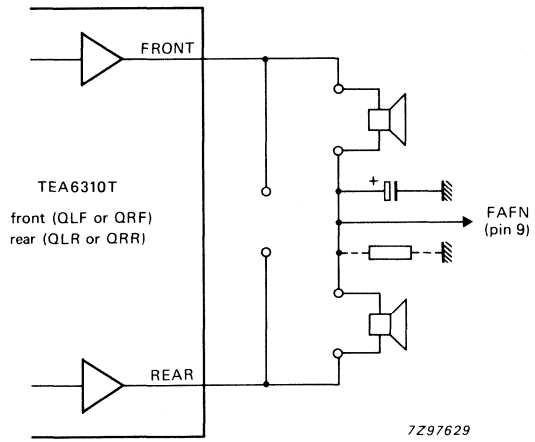 FRONT
TEA6310T
front (QLF or QRF)
rear (QLR or QRR)
+
FAFN
(pin 9)
REAR
7Z97629